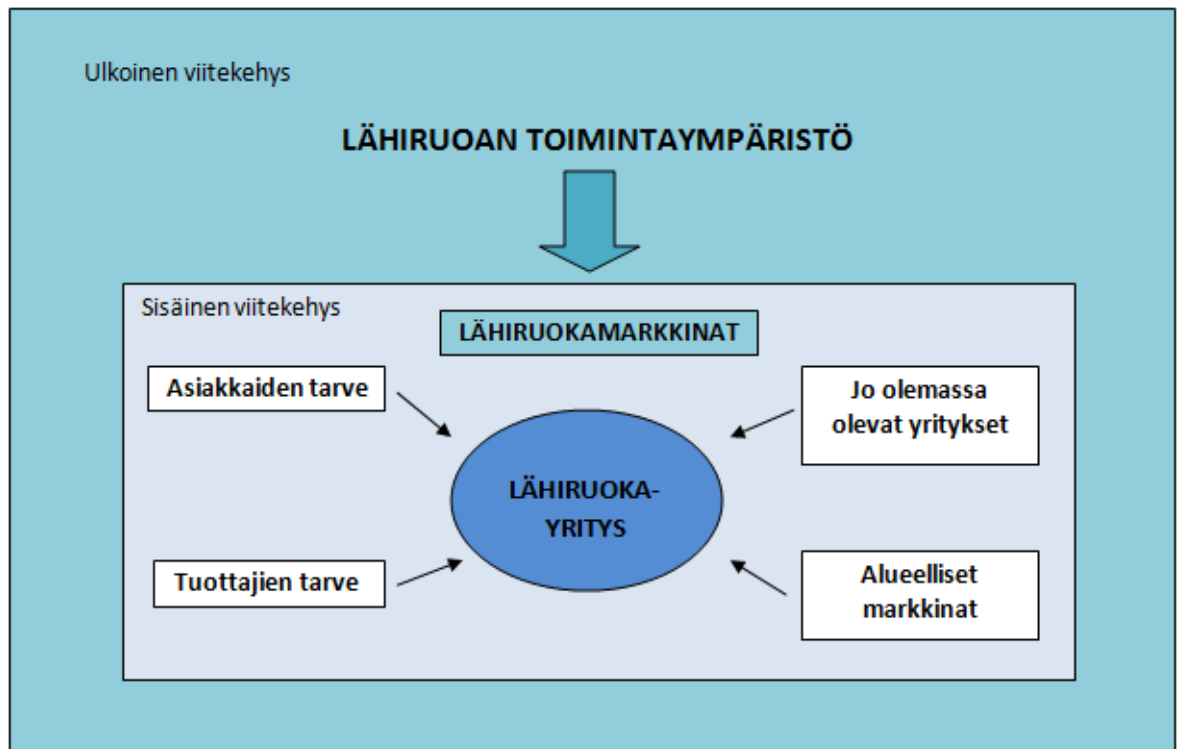 Ulkoinen viitekehys
LÄHIRUOAN TOIMINTAYMPÄRISTÖ
Sisäinen viitekehys
LÄHIRUOKAMARKKINAT
Asiakkaiden tarve
Jo olemassa
olevat yritykset
LÄHIRUOKA-
YRITYS
Tuottajien tarve
Alueelliset
markkinat